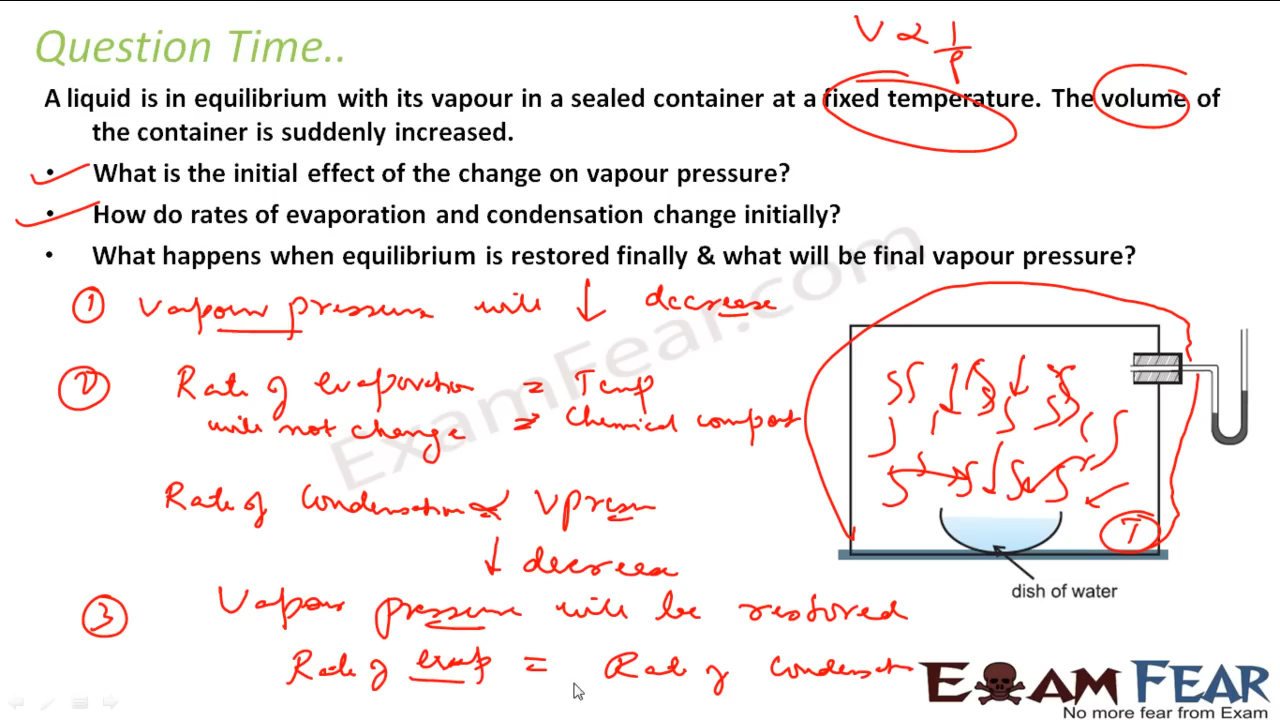 Question Time..
V ∝ 1/P
A liquid is in equilibrium with its vapour in a sealed container at a fixed temperature. The volume of
the container is suddenly increased.
• What is the initial effect of the change on vapour pressure?
• How do rates of evaporation and condensation change initially?
• What happens when equilibrium is restored finally & what will be final vapour pressure?
① Vapour pressure will ↓ decrease
② Rate of evaporation = Temp
will not change = Chemical compost
Rate of Condensation ∝ V
↓ decrea
T
dish of water
③ Vapour pressure will be restored
Rate of evap = Rate of condensat
ExamFear.com
EXAM FEAR
No more fear from Exam